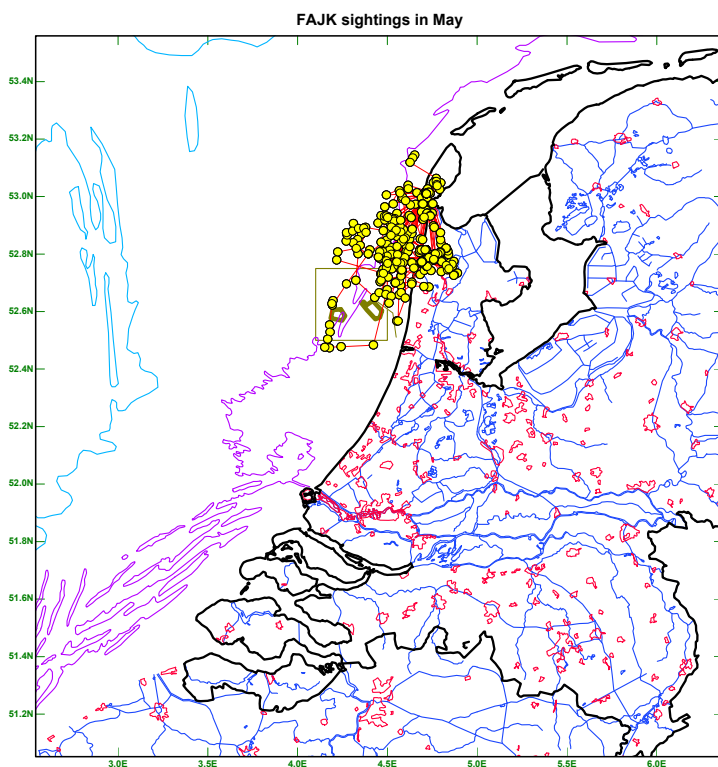 FAJK sightings in May
53.4N
53.2N
53.0N
52.8N
52.6N
52.4N
52.2N
52.0N
51.8N
51.6N
51.4N
51.2N
3.0E 3.5E 4.0E 4.5E 5.0E 5.5E 6.0E